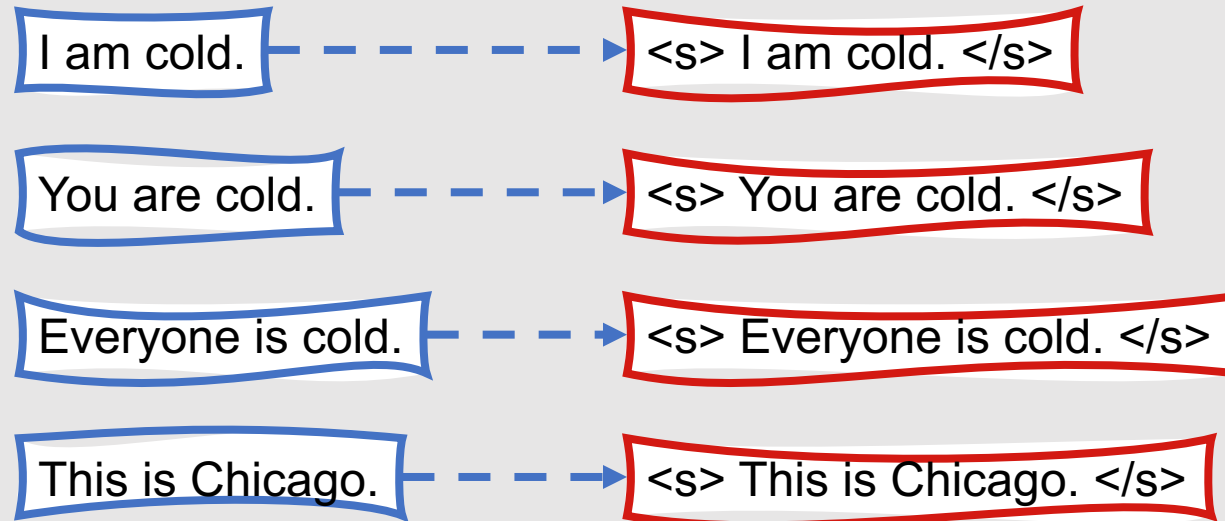 I am cold.
<s> I am cold. </s>
You are cold.
<s> You are cold. </s>
Everyone is cold.
<s> Everyone is cold. </s>
This is Chicago.
<s> This is Chicago. </s>